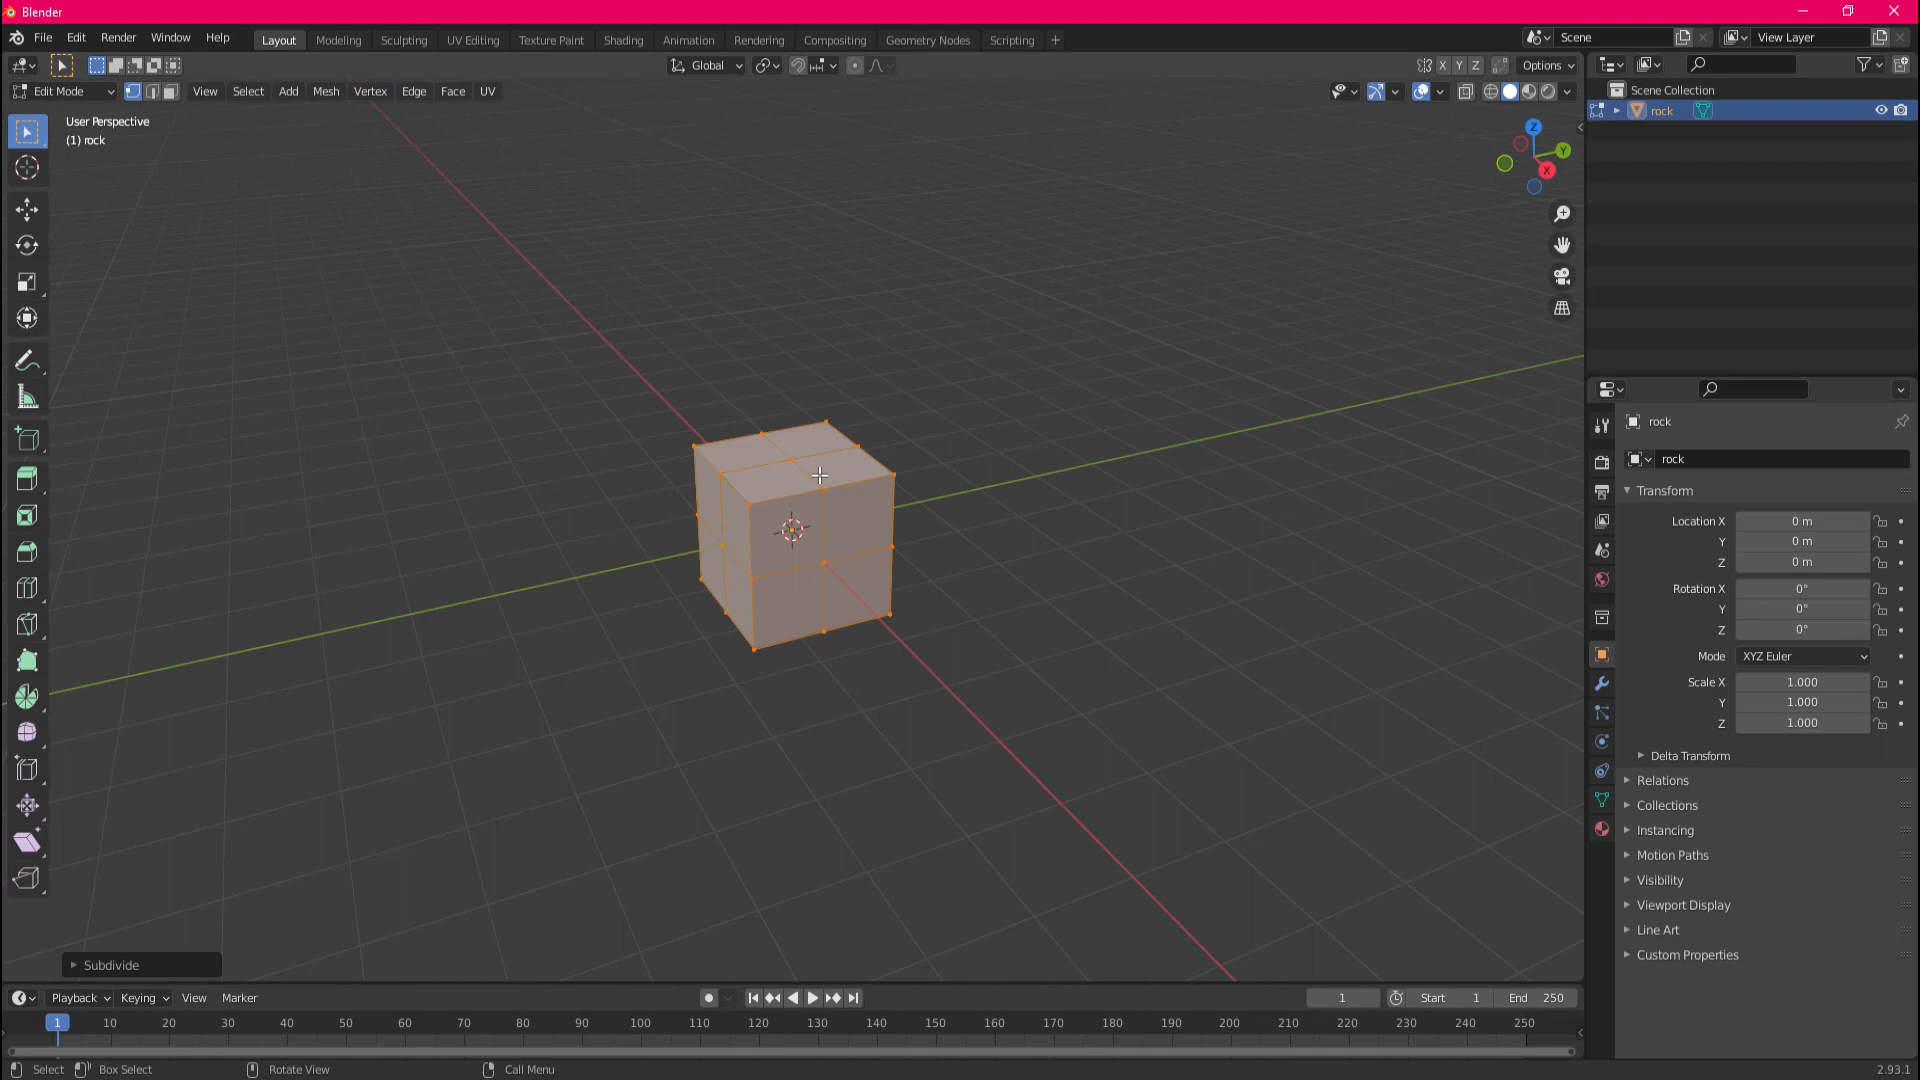 Blender
File Edit Render Window Help
Layout Modeling Sculpting UV Editing Texture Paint Shading Animation Rendering Compositing Geometry Nodes Scripting +
Scene
View Layer
Global
X Y Z
Options
Edit Mode
View Select Add Mesh Vertex Edge Face UV
User Perspective
(1) rock
Z
Y
X
Subdivide
Scene Collection
rock
rock
rock
Transform
Location X 0 m
Y 0 m
Z 0 m
Rotation X 0°
Y 0°
Z 0°
Mode XYZ Euler
Scale X 1.000
Y 1.000
Z 1.000
Delta Transform
Relations
Collections
Instancing
Motion Paths
Visibility
Viewport Display
Line Art
Custom Properties
Playback Keying View Marker
1
Start 1
End 250
1 10 20 30 40 50 60 70 80 90 100 110 120 130 140 150 160 170 180 190 200 210 220 230 240 250
Select Box Select Rotate View Call Menu
2.93.1